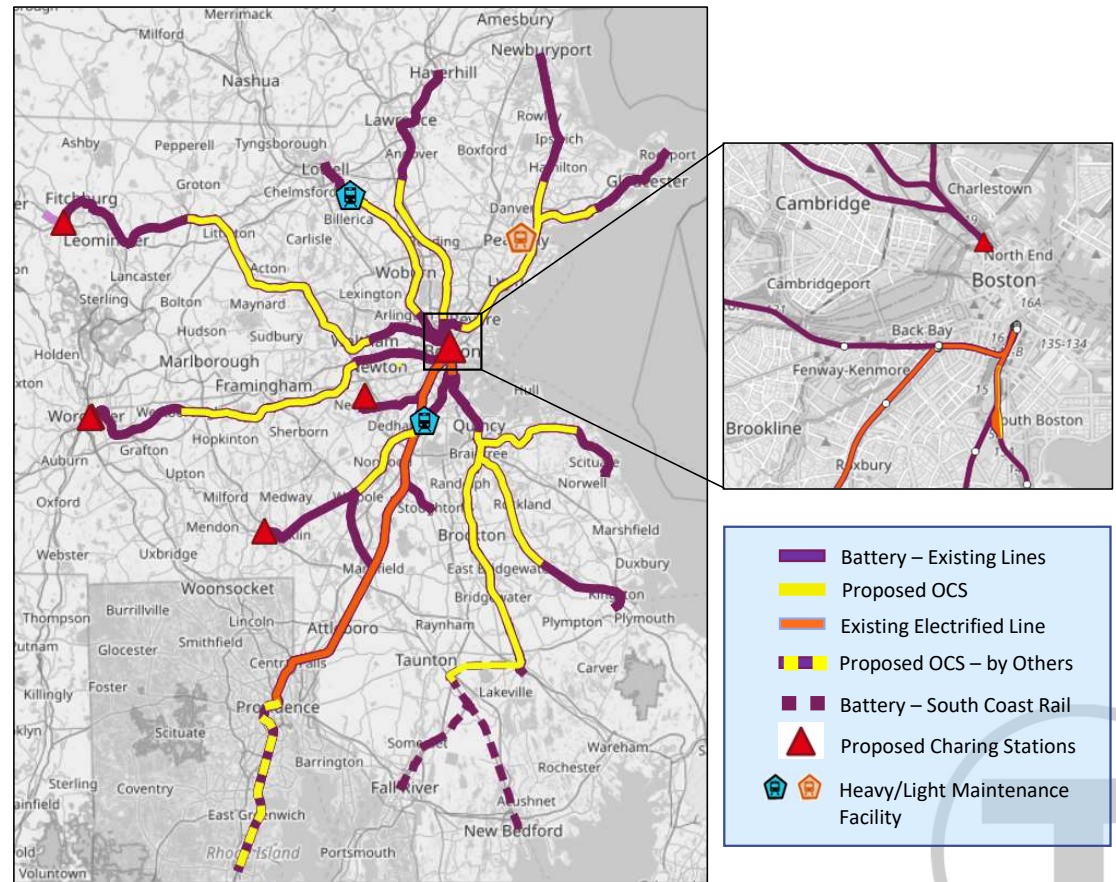 Merrimack
Amesbury
Milford
Newburyport
Nashua
Haverhill
Rowley
Lawrence
Ashby
Pepperell
Tyngsborough
Ipswich
Andover
Boxford
Lowell
Rockport
Groton
Chelmsford
Hamilton
Fitchburg
Gloucester
Billerica
Danvers
Leominster
Littleton
Carlisle
Reading
Peabody
Lancaster
Acton
Woburn
Lynn
Sterling
Bolton
Maynard
Lexington
Arlington
Revere
Hudson
Sudbury
Waltham
Holden
Boston
Marlborough
Newton
Framingham
Hull
Worcester
Dedham
Quincy
Hopkinton
Sherborn
Braintree
Grafton
Scituate
Auburn
Upton
Norwood
Randolph
Norwell
Oxford
Milford
Medway
Walpole
Rockland
Stoughton
Mendon
Franklin
Brockton
Marshfield
Webster
Uxbridge
Mansfield
East Bridgewater
Duxbury
Woonsocket
Bridgewater
Kingston
Thompson
Burrillville
Lincoln
Attleboro
Raynham
Plympton
Plymouth
Putnam
Smithfield
Glocester
Central Falls
Taunton
Carver
Killingly
Foster
Lakeville
Providence
Scituate
Somerset
Wareham
Barrington
Rochester
Sterling
Coventry
Plainfield
Fall River
Acushnet
East Greenwich
New Bedford
Rhode Island
Portsmouth
Voluntown
Charlestown
Cambridge
19
North End
Cambridgeport
Boston
16A
Back Bay
135-134
Fenway-Kenmore
15
South Boston
Brookline
Roxbury
Battery – Existing Lines
Proposed OCS
Existing Electrified Line
Proposed OCS – by Others
Battery – South Coast Rail
Proposed Charing Stations
Heavy/Light Maintenance
Facility